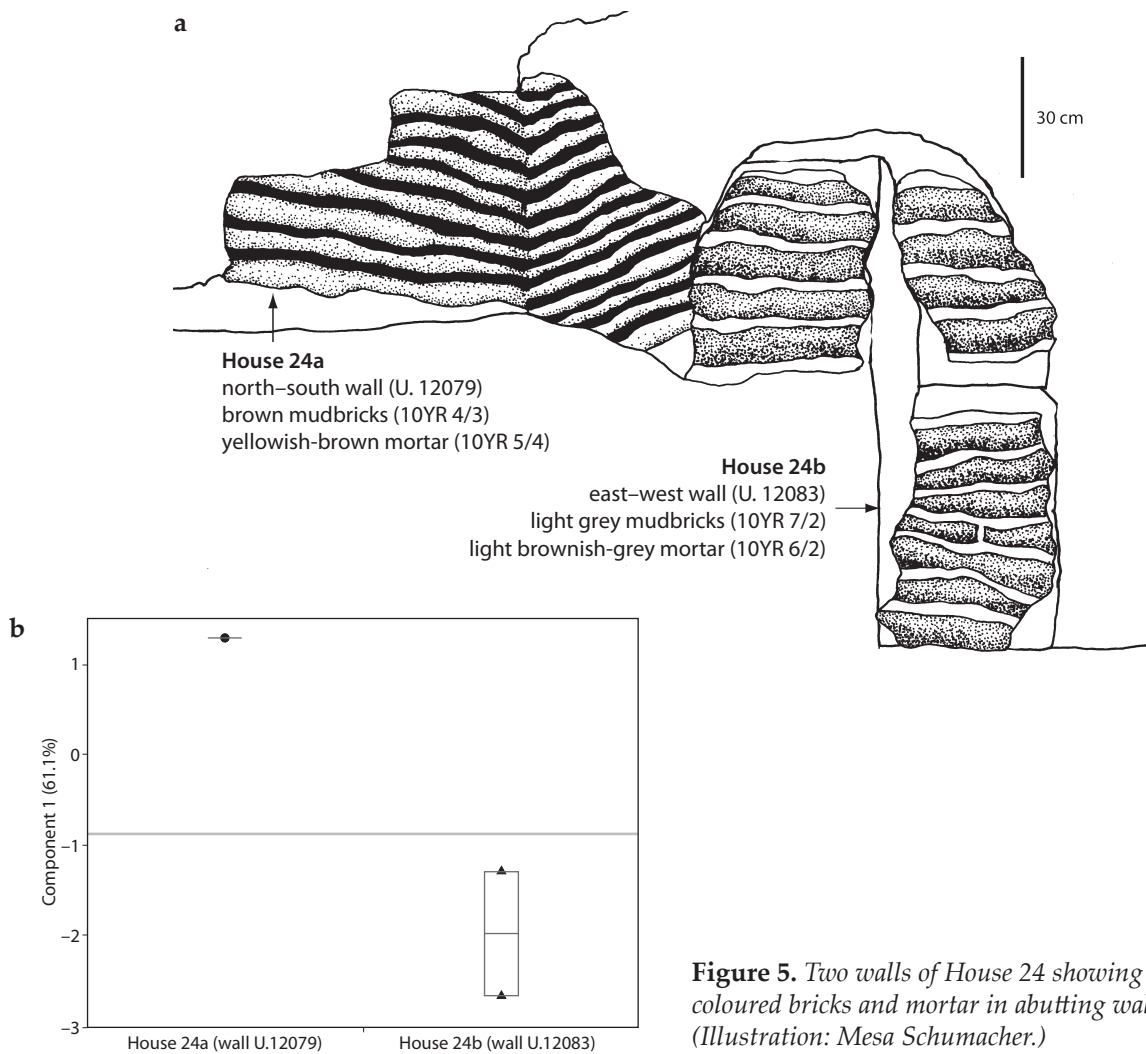 a
30 cm
House 24a
north–south wall (U. 12079)
brown mudbricks (10YR 4/3)
yellowish-brown mortar (10YR 5/4)
House 24b
east–west wall (U. 12083)
light grey mudbricks (10YR 7/2)
light brownish-grey mortar (10YR 6/2)
b
Component 1 (61.1%)
1
0
–1
–2
–3
House 24a (wall U.12079)
House 24b (wall U.12083)
Figure 5. Two walls of House 24 showing
coloured bricks and mortar in abutting
(Illustration: Mesa Schumacher.)